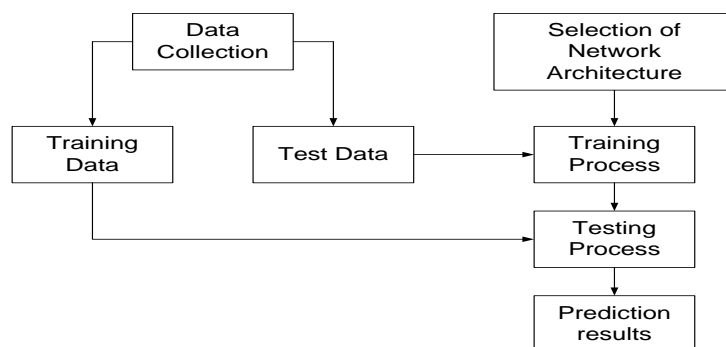 Data
Collection
Selection of
Network
Architecture
Training
Data
Test Data
Training
Process
Testing
Process
Prediction
results